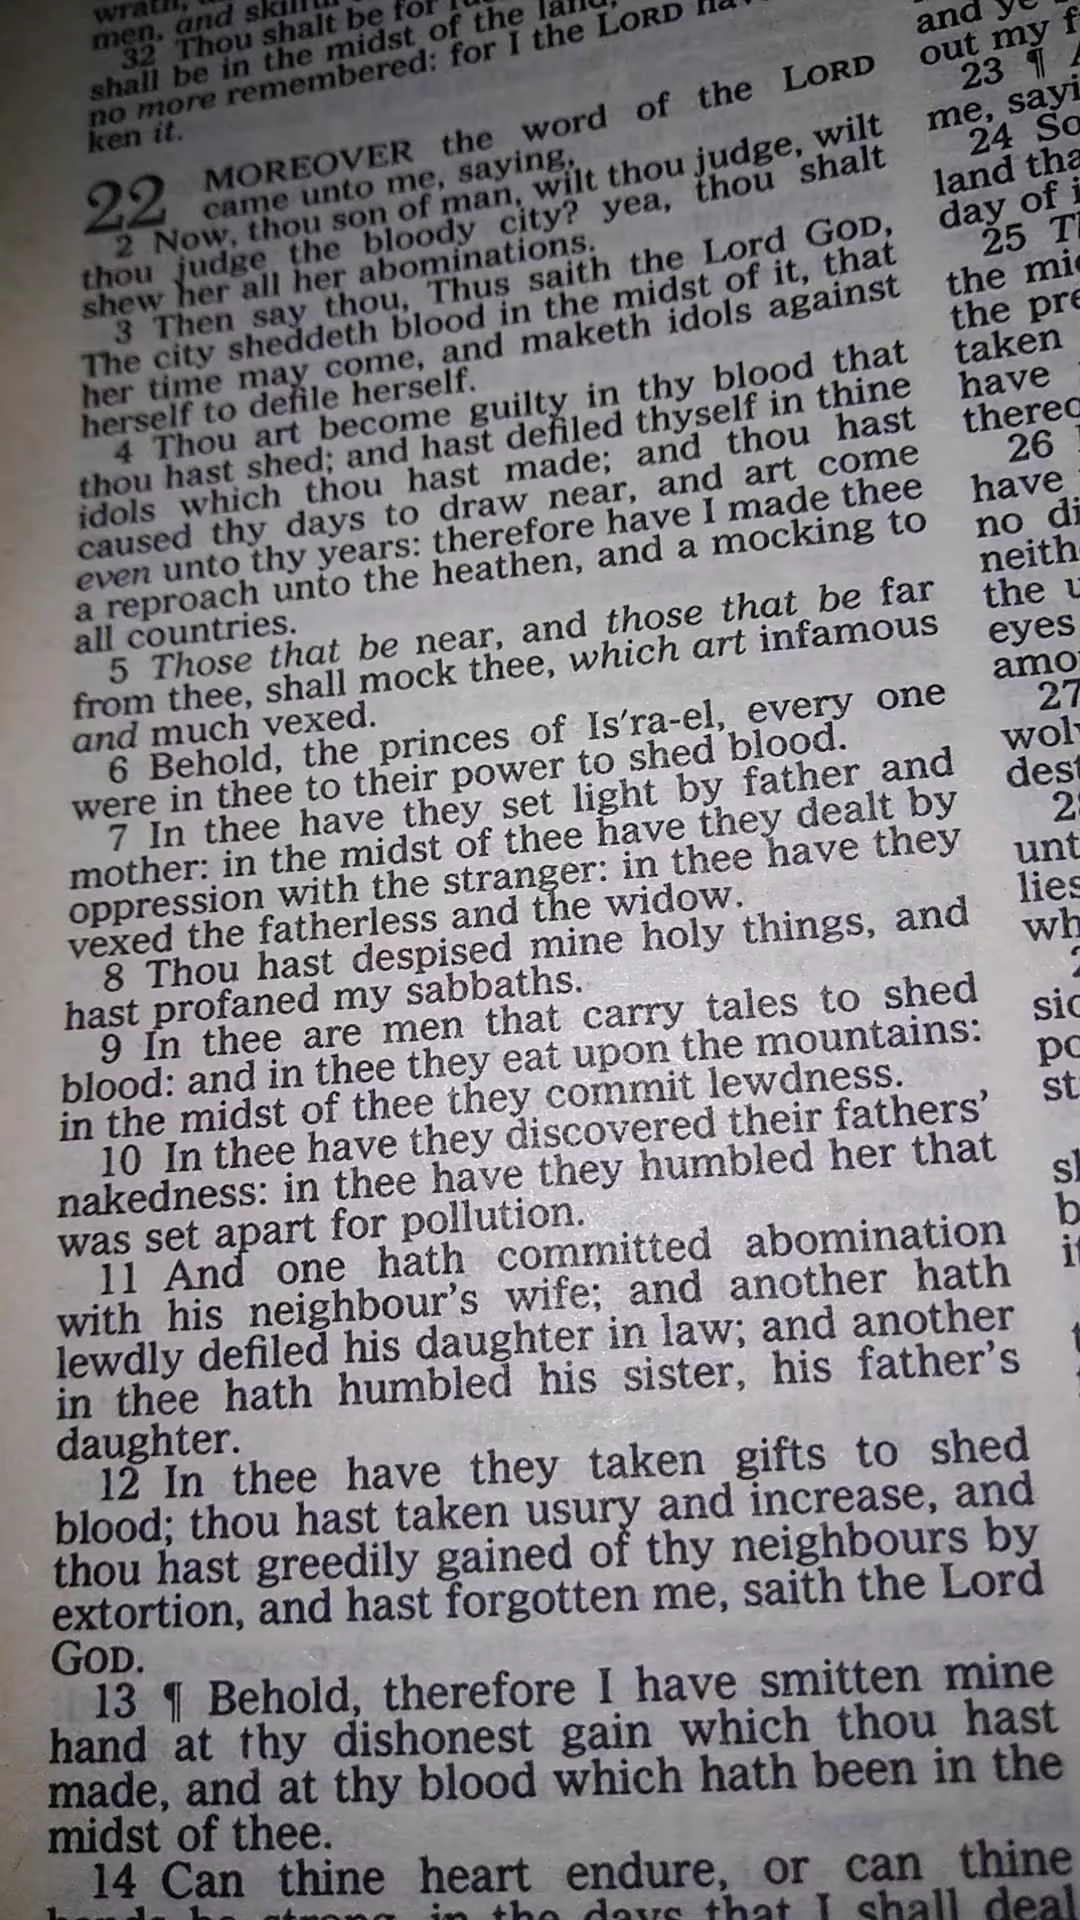 men, and skilful
32 Thou shalt be for
shall be in the midst of the land;
no more remembered: for I the LORD
ken it.
22 MOREOVER the word of the LORD
came unto me, saying,
2 Now, thou son of man, wilt thou judge, wilt
thou judge the bloody city? yea, thou shalt
shew her all her abominations.
3 Then say thou, Thus saith the Lord GOD,
The city sheddeth blood in the midst of it, that
her time may come, and maketh idols against
herself to defile herself.
4 Thou art become guilty in thy blood that
thou hast shed; and hast defiled thyself in thine
idols which thou hast made; and thou hast
caused thy days to draw near, and art come
even unto thy years: therefore have I made thee
a reproach unto the heathen, and a mocking to
all countries.
5 Those that be near, and those that be far
from thee, shall mock thee, which art infamous
and much vexed.
6 Behold, the princes of Is′ra-el, every one
were in thee to their power to shed blood.
7 In thee have they set light by father and
mother: in the midst of thee have they dealt by
oppression with the stranger: in thee have they
vexed the fatherless and the widow.
8 Thou hast despised mine holy things, and
hast profaned my sabbaths.
9 In thee are men that carry tales to shed
blood: and in thee they eat upon the mountains:
in the midst of thee they commit lewdness.
10 In thee have they discovered their fathers’
nakedness: in thee have they humbled her that
was set apart for pollution.
11 And one hath committed abomination
with his neighbour’s wife; and another hath
lewdly defiled his daughter in law; and another
in thee hath humbled his sister, his father’s
daughter.
12 In thee have they taken gifts to shed
blood; thou hast taken usury and increase, and
thou hast greedily gained of thy neighbours by
extortion, and hast forgotten me, saith the Lord
GOD.
13 ¶ Behold, therefore I have smitten mine
hand at thy dishonest gain which thou hast
made, and at thy blood which hath been in the
midst of thee.
14 Can thine heart endure, or can thine
in the days that I shall deal
and ye
out my
23 ¶
me,
24
land
day of
25
the
the
taken
have
26
have
no
the
eyes
27